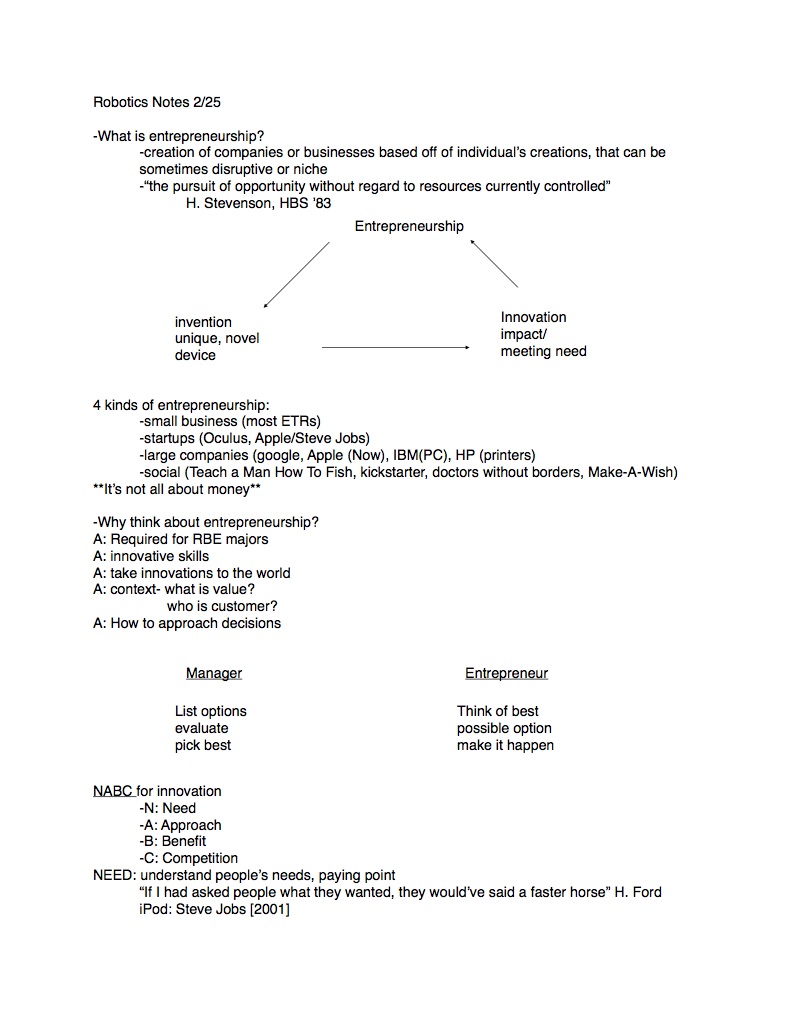 Robotics Notes 2/25
-What is entrepreneurship?
-creation of companies or businesses based off of individual’s creations, that can be
sometimes disruptive or niche
-“the pursuit of opportunity without regard to resources currently controlled”
H. Stevenson, HBS ’83
Entrepreneurship
invention
unique, novel
device
Innovation
impact/
meeting need
4 kinds of entrepreneurship:
-small business (most ETRs)
-startups (Oculus, Apple/Steve Jobs)
-large companies (google, Apple (Now), IBM(PC), HP (printers)
-social (Teach a Man How To Fish, kickstarter, doctors without borders, Make-A-Wish)
**It’s not all about money**
-Why think about entrepreneurship?
A: Required for RBE majors
A: innovative skills
A: take innovations to the world
A: context- what is value?
who is customer?
A: How to approach decisions
Manager
List options
evaluate
pick best
Entrepreneur
Think of best
possible option
make it happen
NABC for innovation
-N: Need
-A: Approach
-B: Benefit
-C: Competition
NEED: understand people’s needs, paying point
“If I had asked people what they wanted, they would’ve said a faster horse” H. Ford
iPod: Steve Jobs [2001]